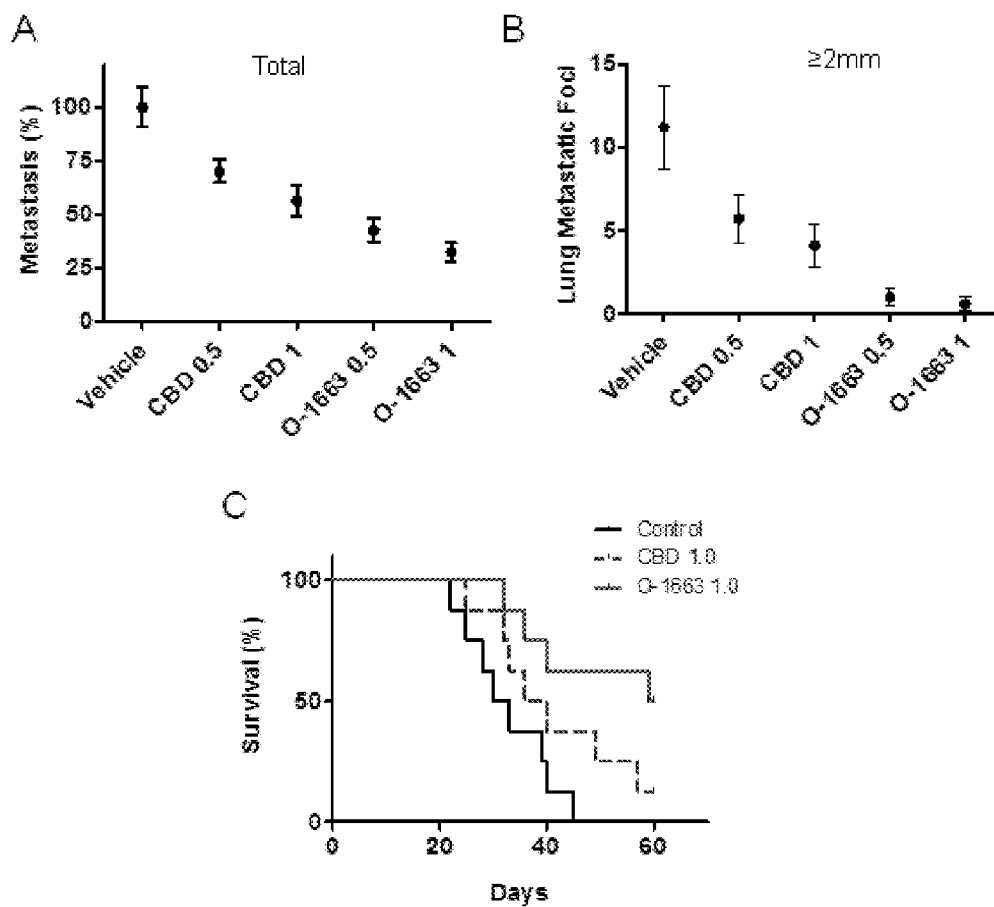 A
Total
Metastasis (%)
100
75
50
25
0
Vehicle
CBD 0.5
CBD 1
O-1663 0.5
O-1663 1
B
≥2mm
Lung Metastatic Foci
15
10
5
0
Vehicle
CBD 0.5
CBD 1
O-1663 0.5
O-1663 1
C
Control
CBD 1.0
O-1663 1.0
Survival (%)
100
50
0
0 20 40 60
Days